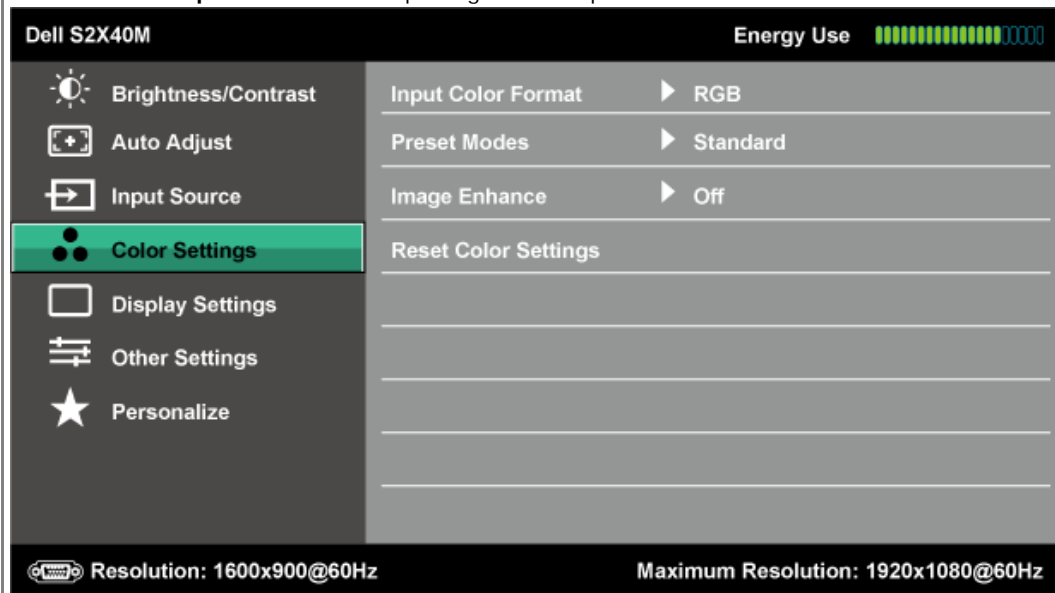 Dell S2X40M Energy Use
Brightness/Contrast Input Color Format RGB
Auto Adjust Preset Modes Standard
Input Source Image Enhance Off
Color Settings Reset Color Settings
Display Settings
Other Settings
Personalize
Resolution: 1600x900@60Hz Maximum Resolution: 1920x1080@60Hz